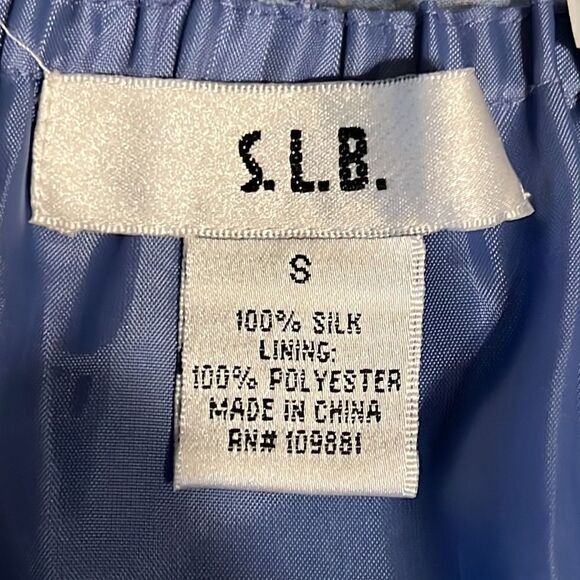 S.L.B.
S
100% SILK
LINING:
100% POLYESTER
MADE IN CHINA
RN# 109881